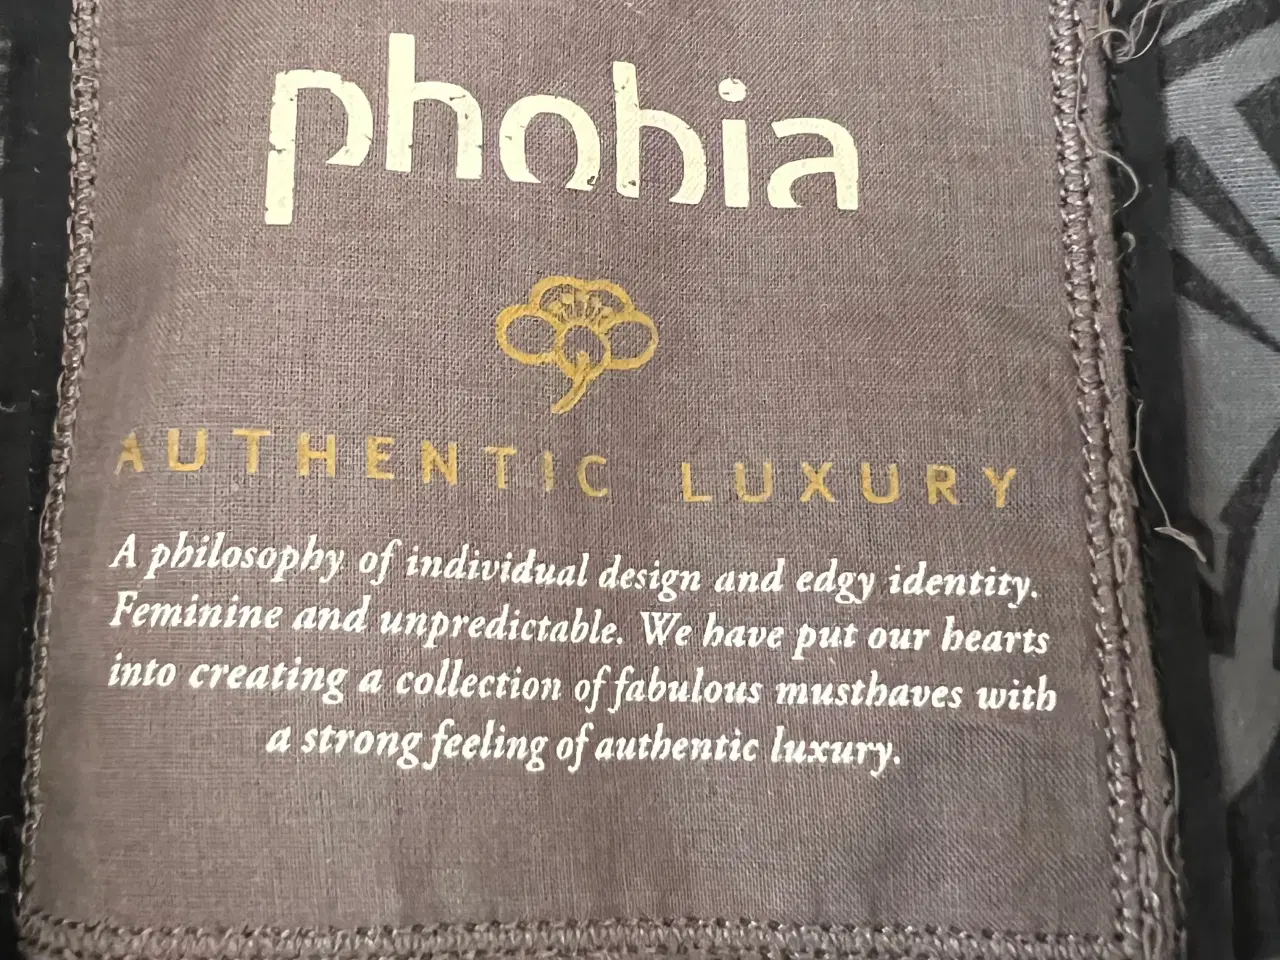 phobia
AUTHENTIC LUXURY
A philosophy of individual design and edgy identity.
Feminine and unpredictable. We have put our hearts
into creating a collection of fabulous musthaves with
a strong feeling of authentic luxury.